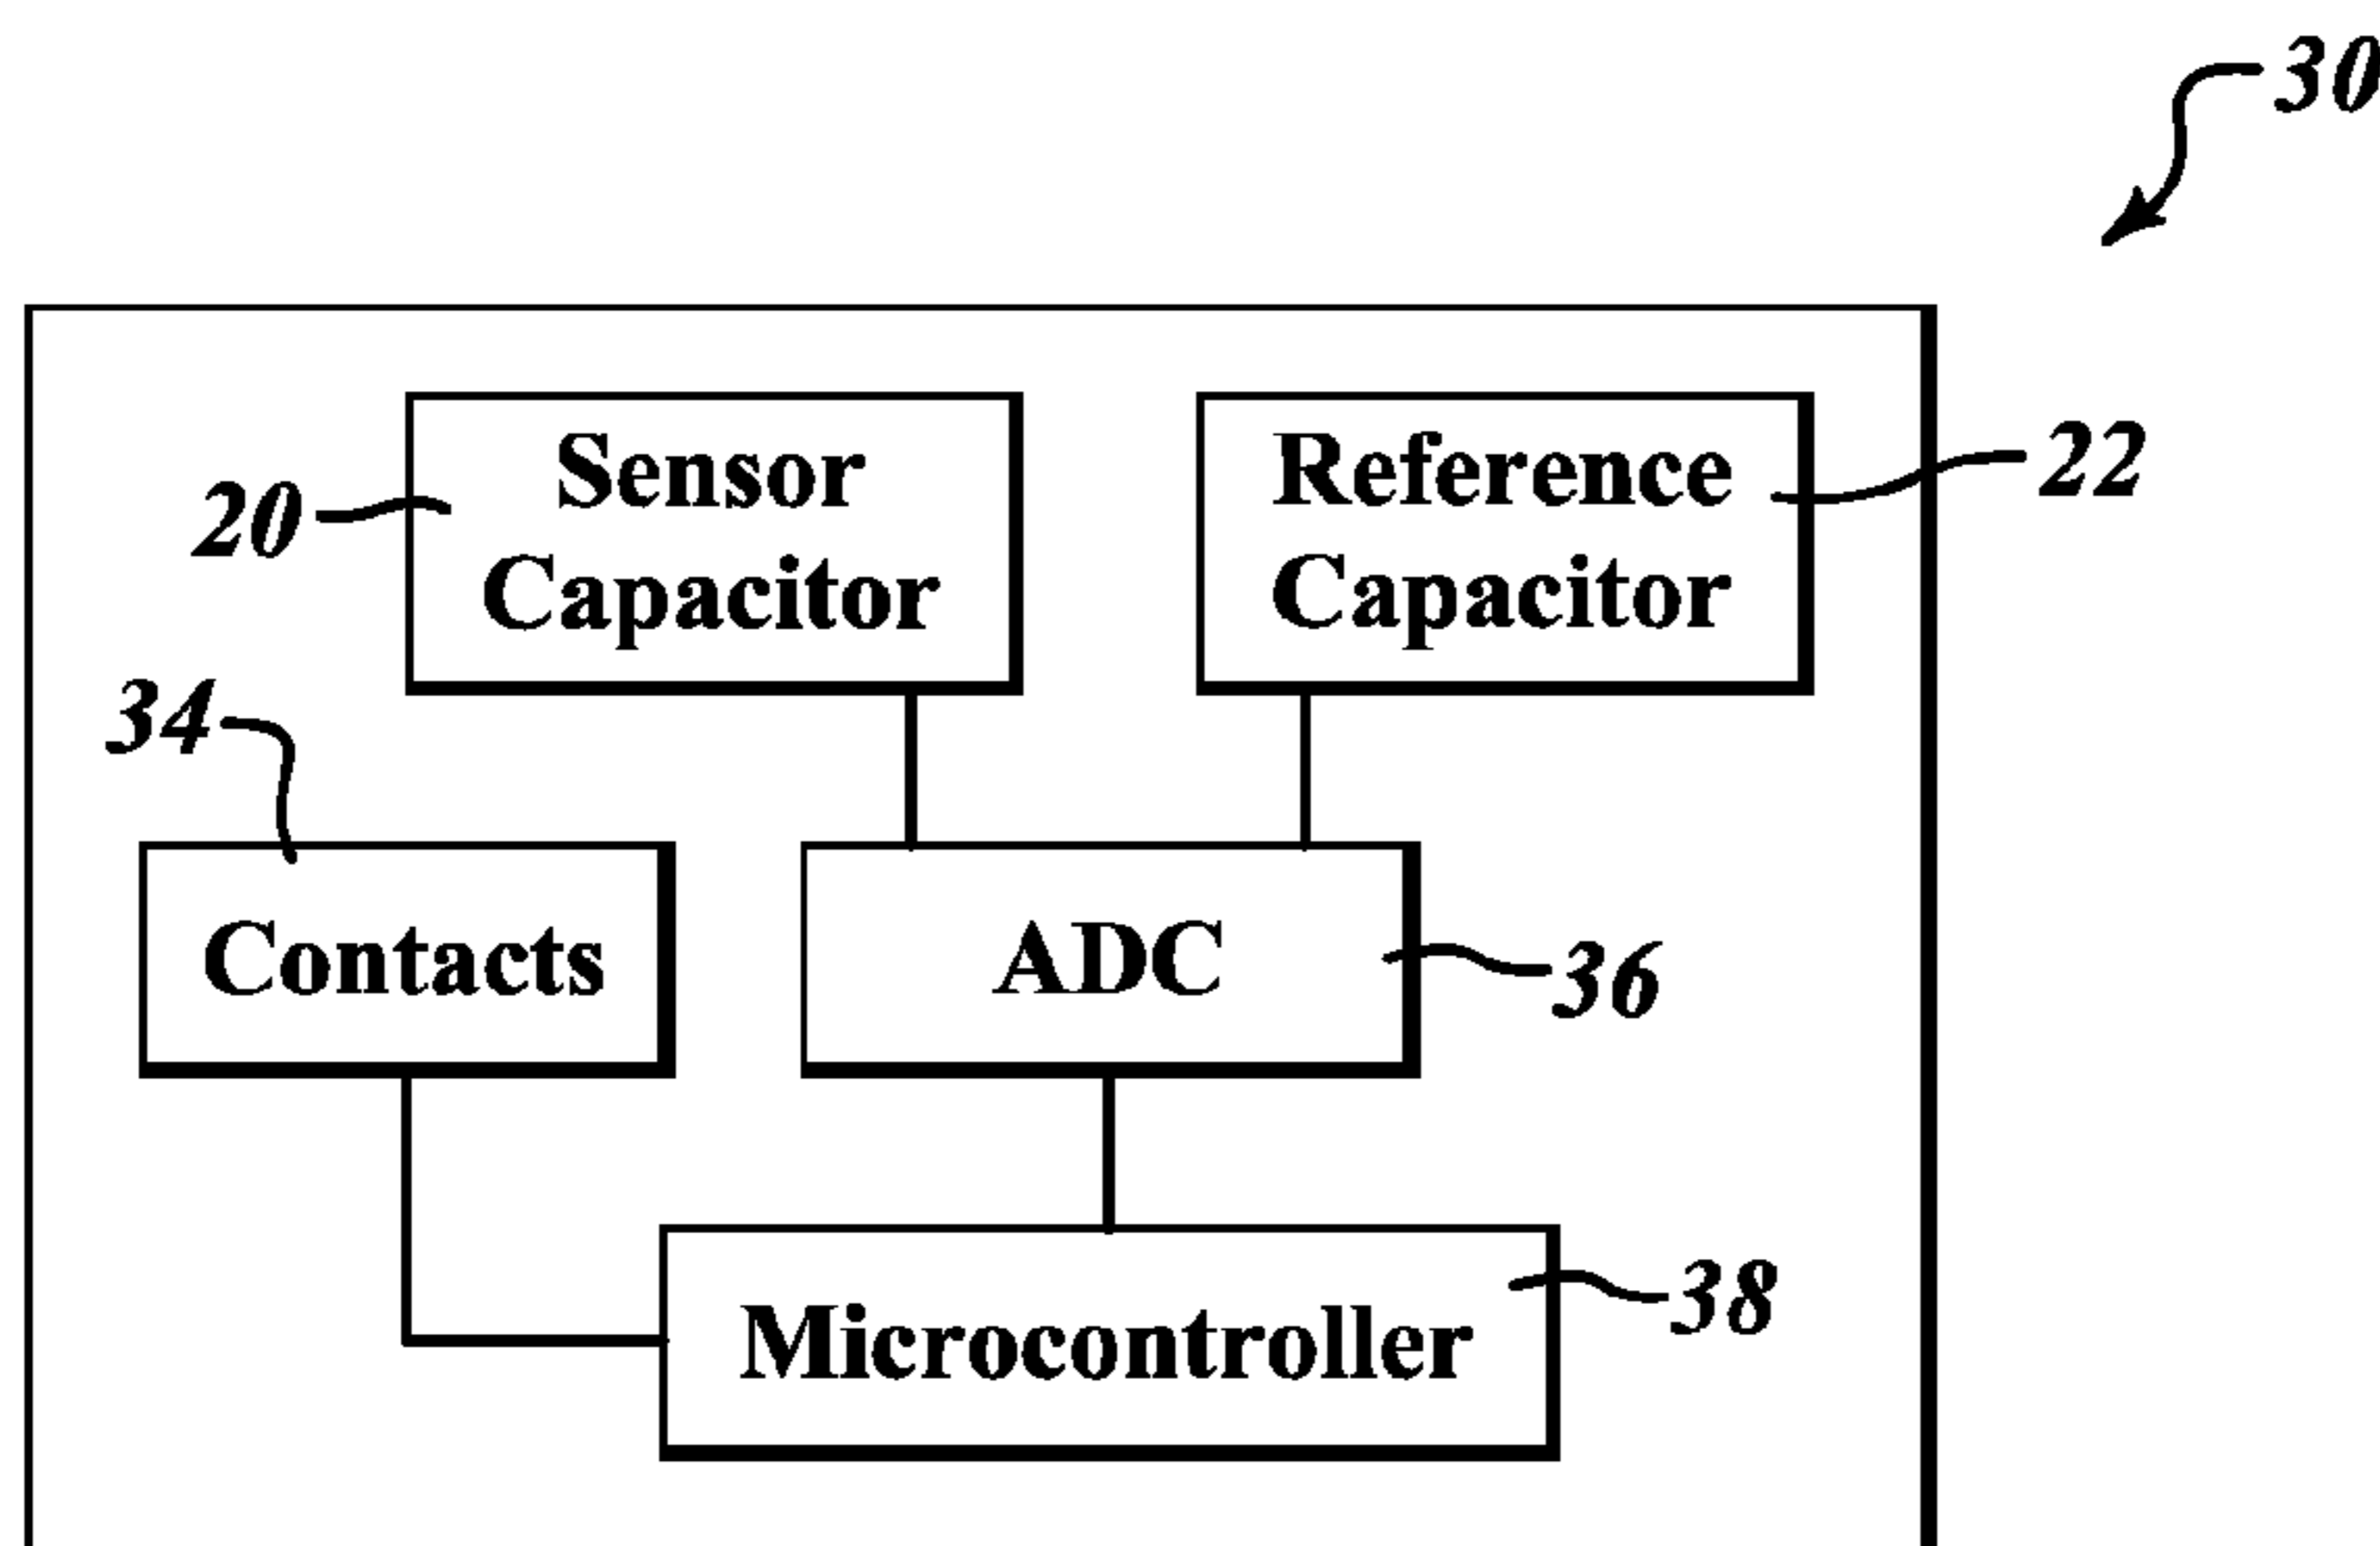 30
Sensor
Capacitor
Reference
Capacitor
20
22
34
Contacts
ADC
36
Microcontroller
38